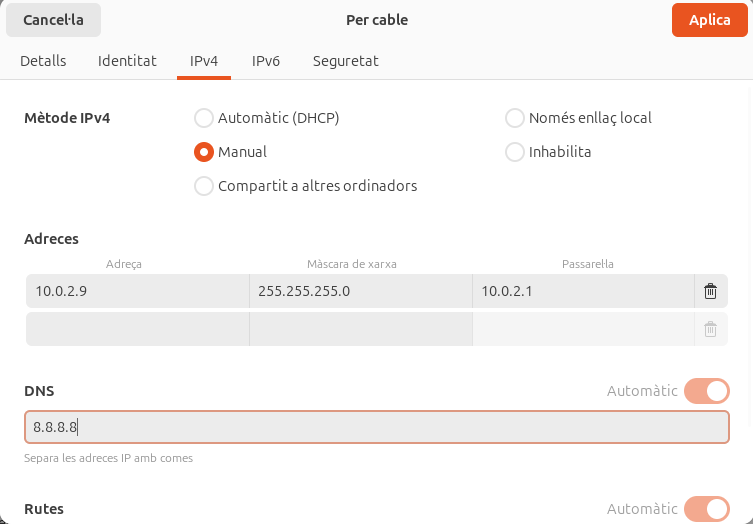 Cancel·la Per cable Aplica
Detalls Identitat IPv4 IPv6 Seguretat
Mètode IPv4 Automàtic (DHCP) Només enllaç local
Manual Inhabilita
Compartit a altres ordinadors
Adreces
Adreça Màscara de xarxa Passarel·la
10.0.2.9 255.255.255.0 10.0.2.1
DNS Automàtic
8.8.8.8
Separa les adreces IP amb comes
Rutes Automàtic